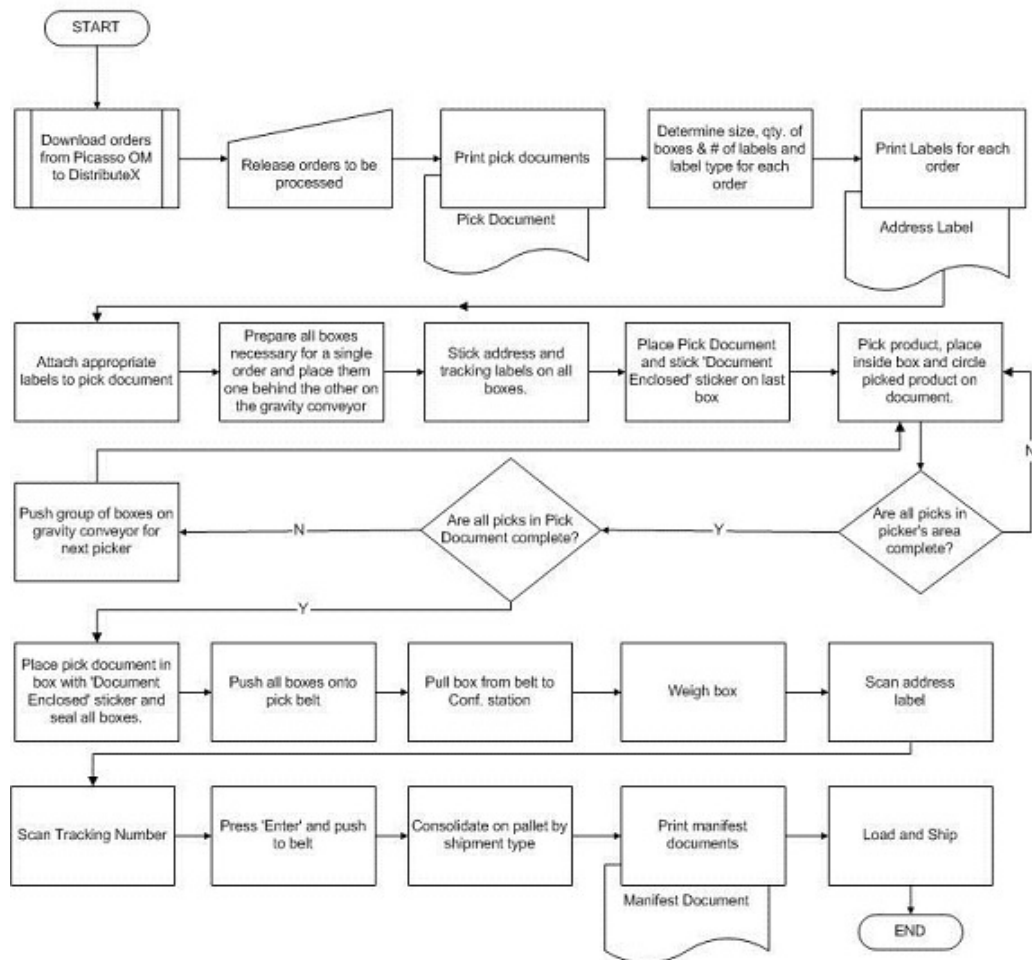 START
Download orders
from Picasso OM
to DistributeX
Release orders to be
processed
Print pick documents
Pick Document
Determine size, qty. of
boxes & # of labels and
label type for each
order
Print Labels for each
order
Address Label
Attach appropriate
labels to pick document
Prepare all boxes
necessary for a single
order and place them
one behind the other on
the gravity conveyor
Stick address and
tracking labels on all
boxes.
Place Pick Document
and stick 'Document
Enclosed' sticker on last
box
Pick product, place
inside box and circle
picked product on
document.
N
Push group of boxes on
gravity conveyor for
next picker
N
Are all picks in Pick
Document complete?
Y
Are all picks in
picker's area
complete?
Y
Place pick document in
box with 'Document
Enclosed' sticker and
seal all boxes.
Push all boxes onto
pick belt
Pull box from belt to
Conf. station
Weigh box
Scan address
label
Scan Tracking Number
Press 'Enter' and push
to belt
Consolidate on pallet by
shipment type
Print manifest
documents
Manifest Document
Load and Ship
END